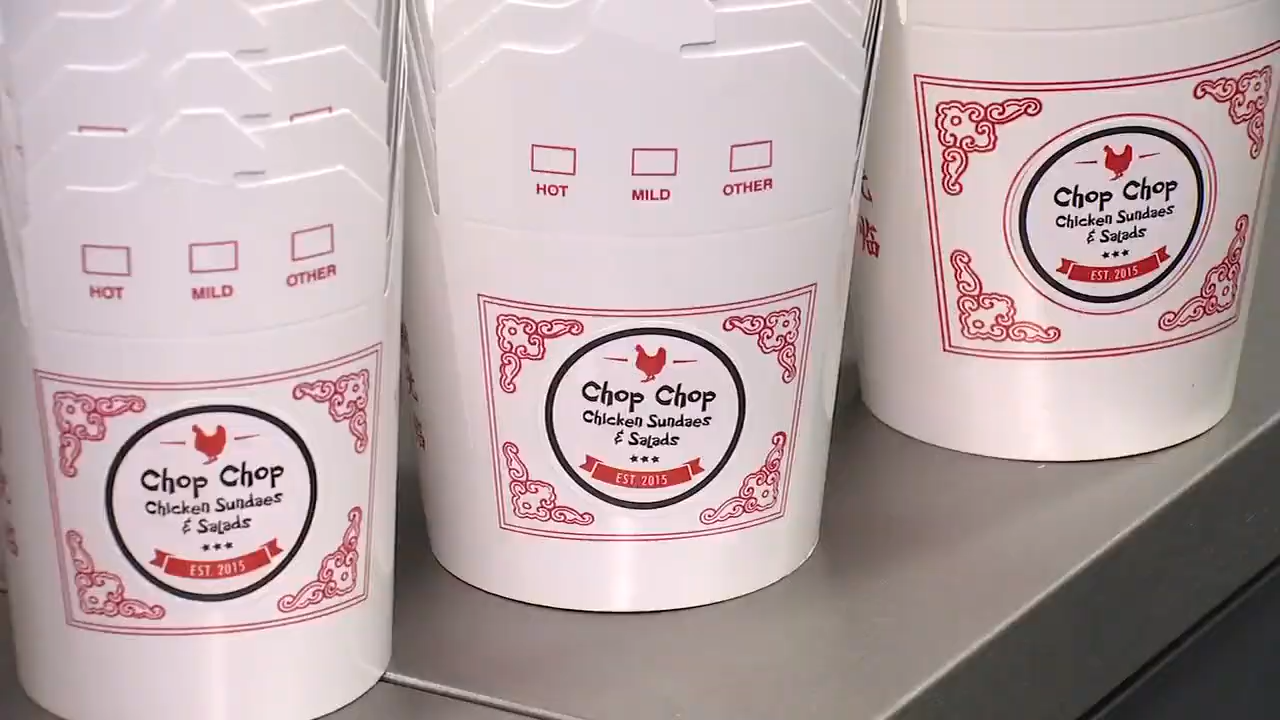 HOT MILD OTHER
Chop Chop
Chicken Sundaes
& Salads
EST. 2015
HOT MILD OTHER
Chop Chop
Chicken Sundaes
& Salads
EST. 2015
Chop Chop
Chicken Sundaes
& Salads
EST. 2015